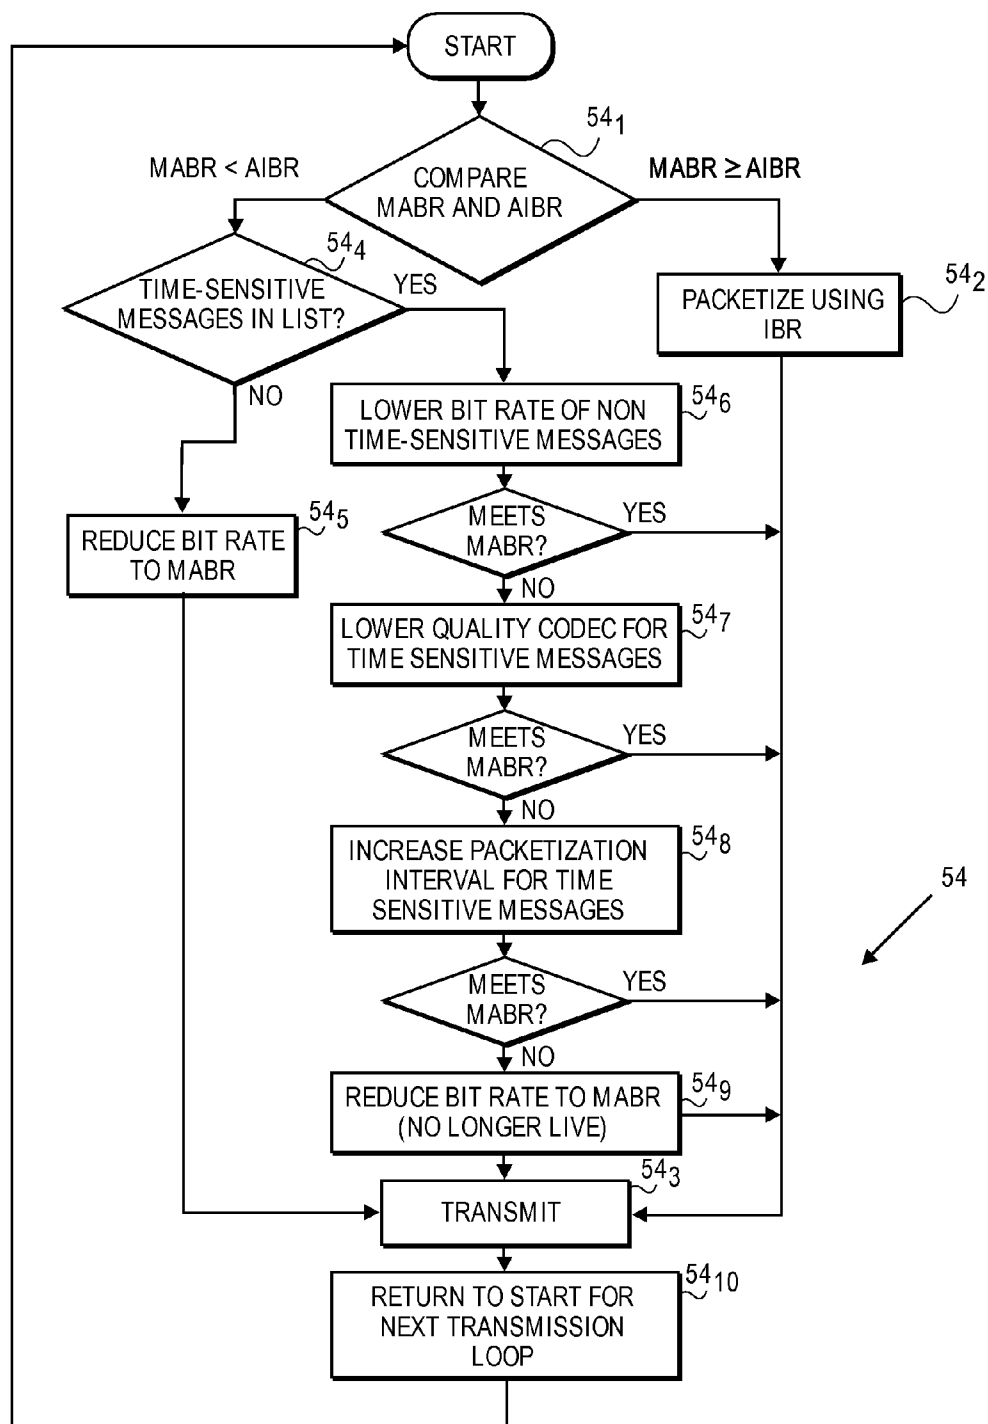 START
54₁
MABR < AIBR
COMPARE
MABR AND AIBR
MABR ≥ AIBR
54₄
TIME-SENSITIVE
MESSAGES IN LIST?
YES
NO
54₂
PACKETIZE USING
IBR
54₆
LOWER BIT RATE OF NON
TIME-SENSITIVE MESSAGES
MEETS
MABR?
YES
NO
54₅
REDUCE BIT RATE
TO MABR
54₇
LOWER QUALITY CODEC FOR
TIME SENSITIVE MESSAGES
MEETS
MABR?
YES
NO
54₈
INCREASE PACKETIZATION
INTERVAL FOR TIME
SENSITIVE MESSAGES
54
MEETS
MABR?
YES
NO
54₉
REDUCE BIT RATE TO MABR
(NO LONGER LIVE)
54₃
TRANSMIT
54₁₀
RETURN TO START FOR
NEXT TRANSMISSION
LOOP